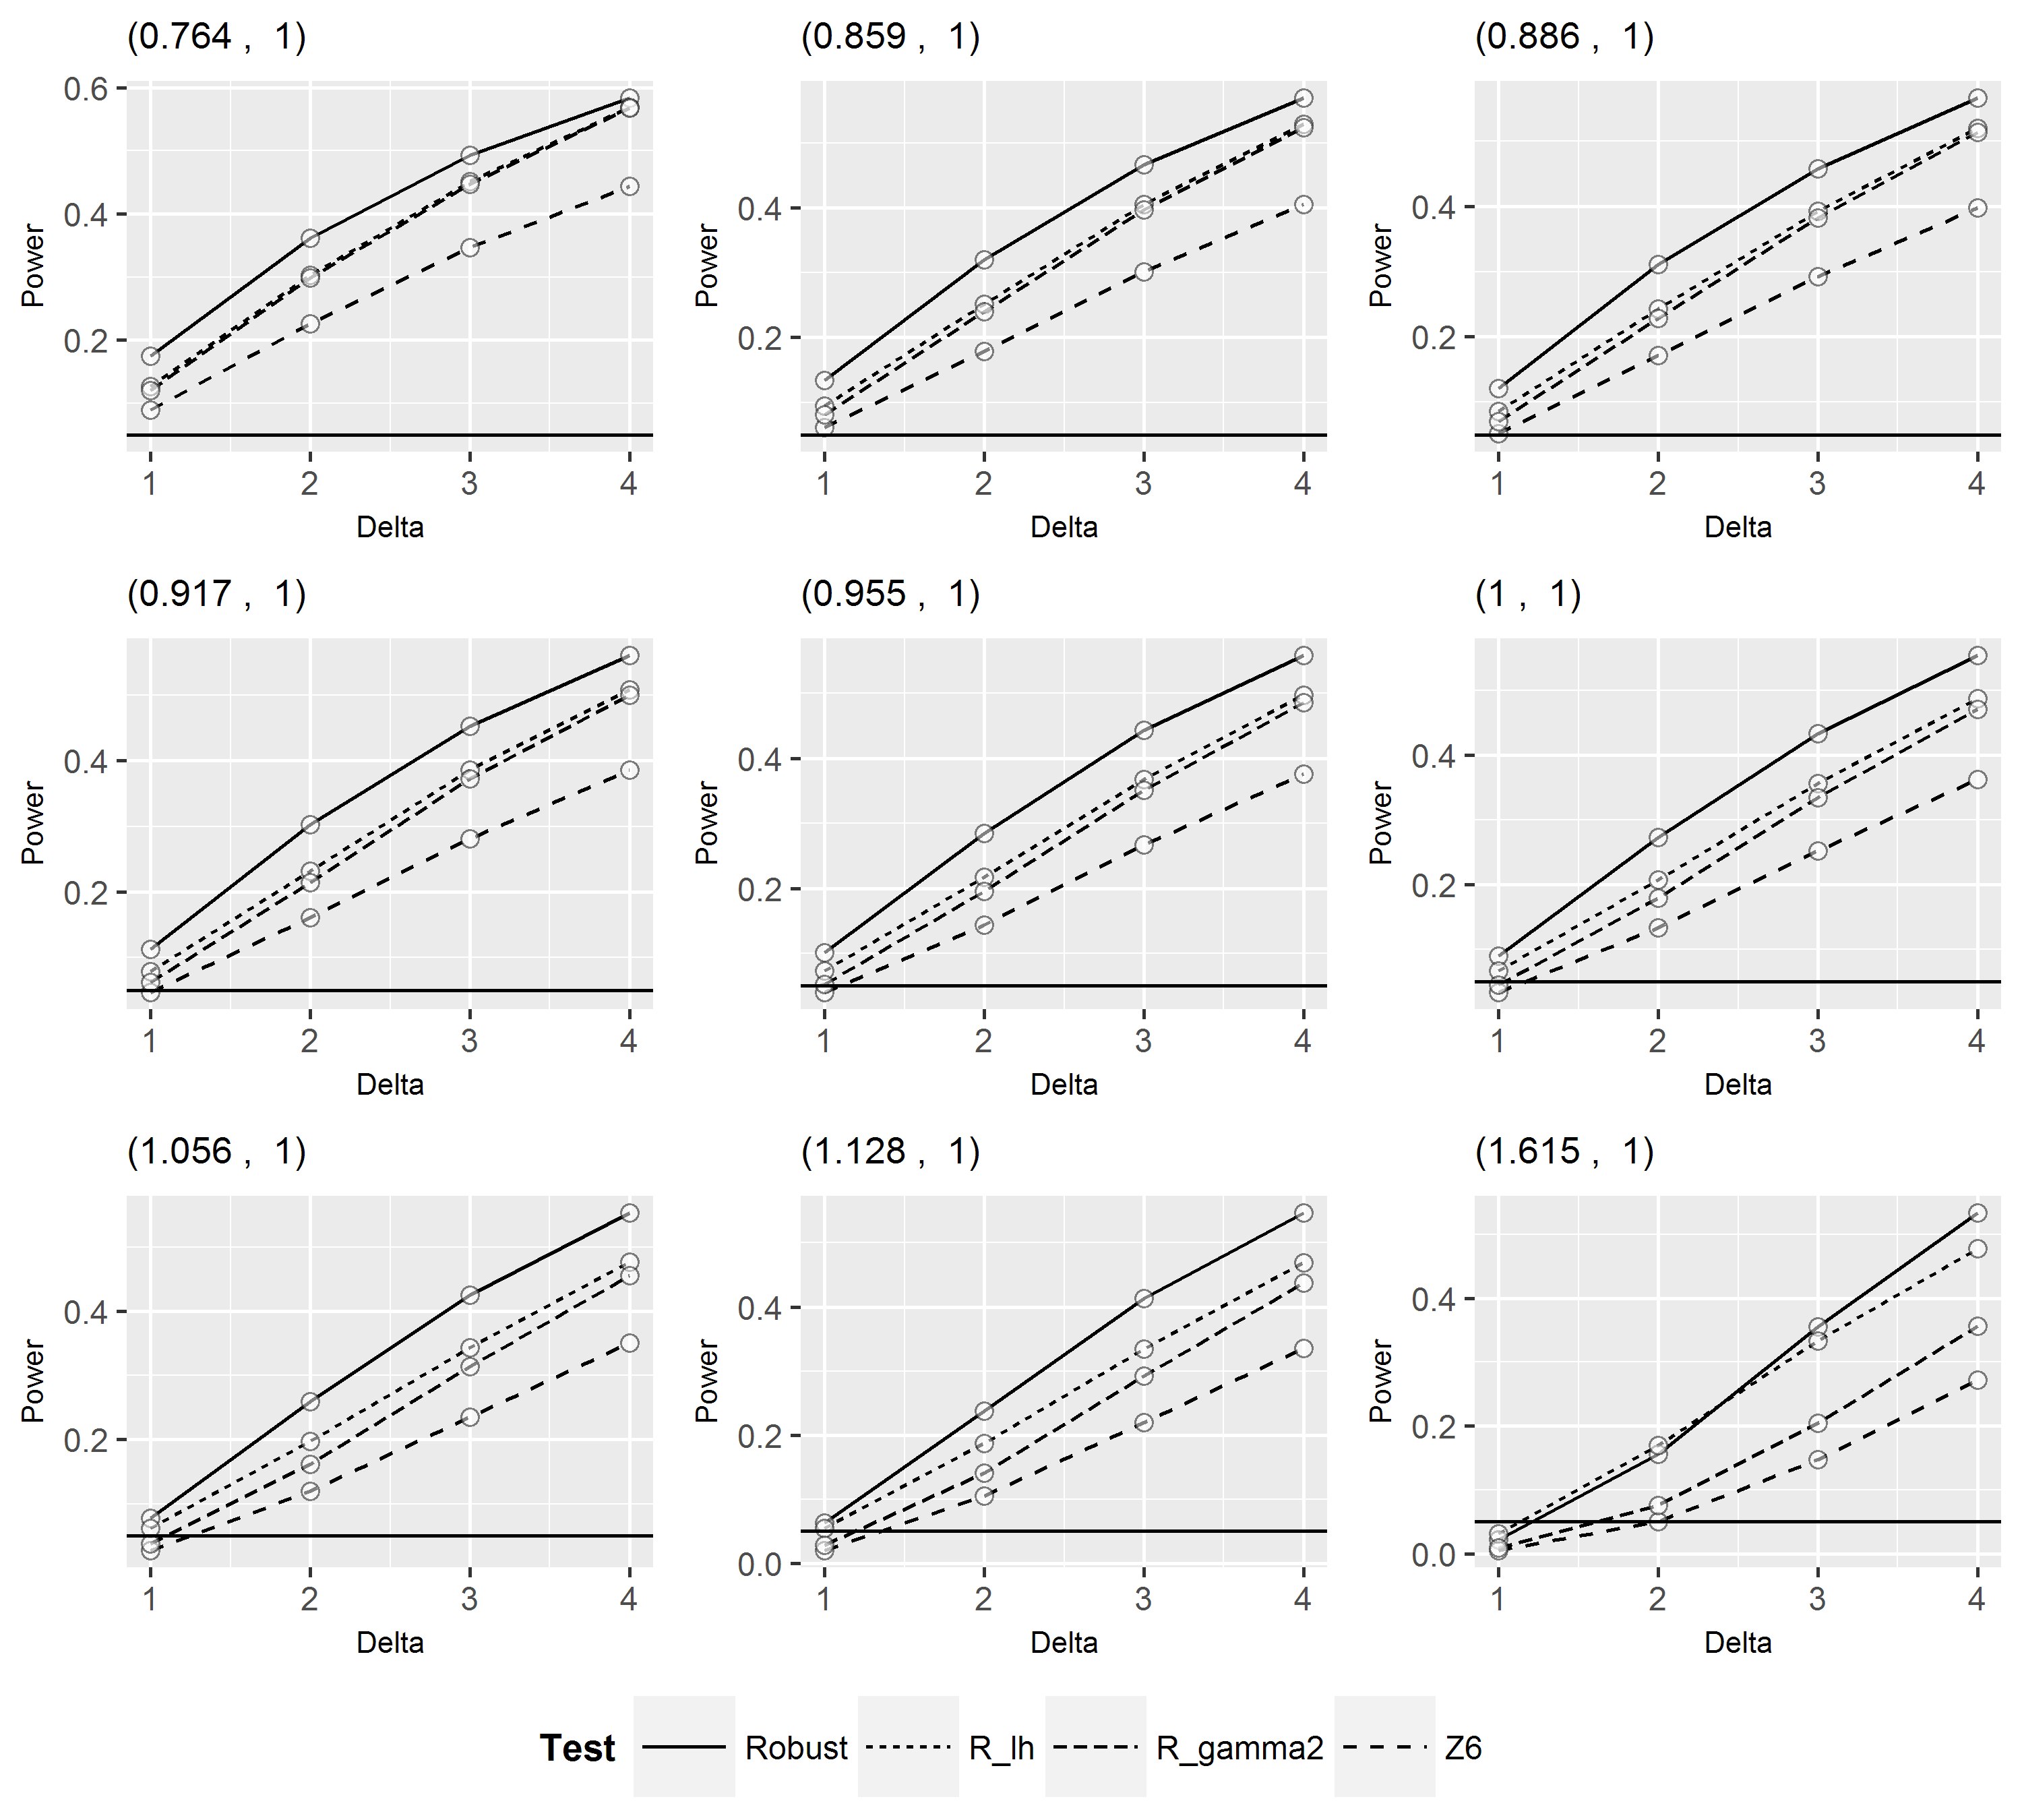 (0.764 ,  1)
Power
0.6
0.4
0.2
1 2 3 4
Delta
(0.859 ,  1)
Power
0.4
0.2
1 2 3 4
Delta
(0.886 ,  1)
Power
0.4
0.2
1 2 3 4
Delta
(0.917 ,  1)
Power
0.4
0.2
1 2 3 4
Delta
(0.955 ,  1)
Power
0.4
0.2
1 2 3 4
Delta
(1 ,  1)
Power
0.4
0.2
1 2 3 4
Delta
(1.056 ,  1)
Power
0.4
0.2
1 2 3 4
Delta
(1.128 ,  1)
Power
0.4
0.2
0.0
1 2 3 4
Delta
(1.615 ,  1)
Power
0.4
0.2
0.0
1 2 3 4
Delta
Test Robust R_lh R_gamma2 Z6